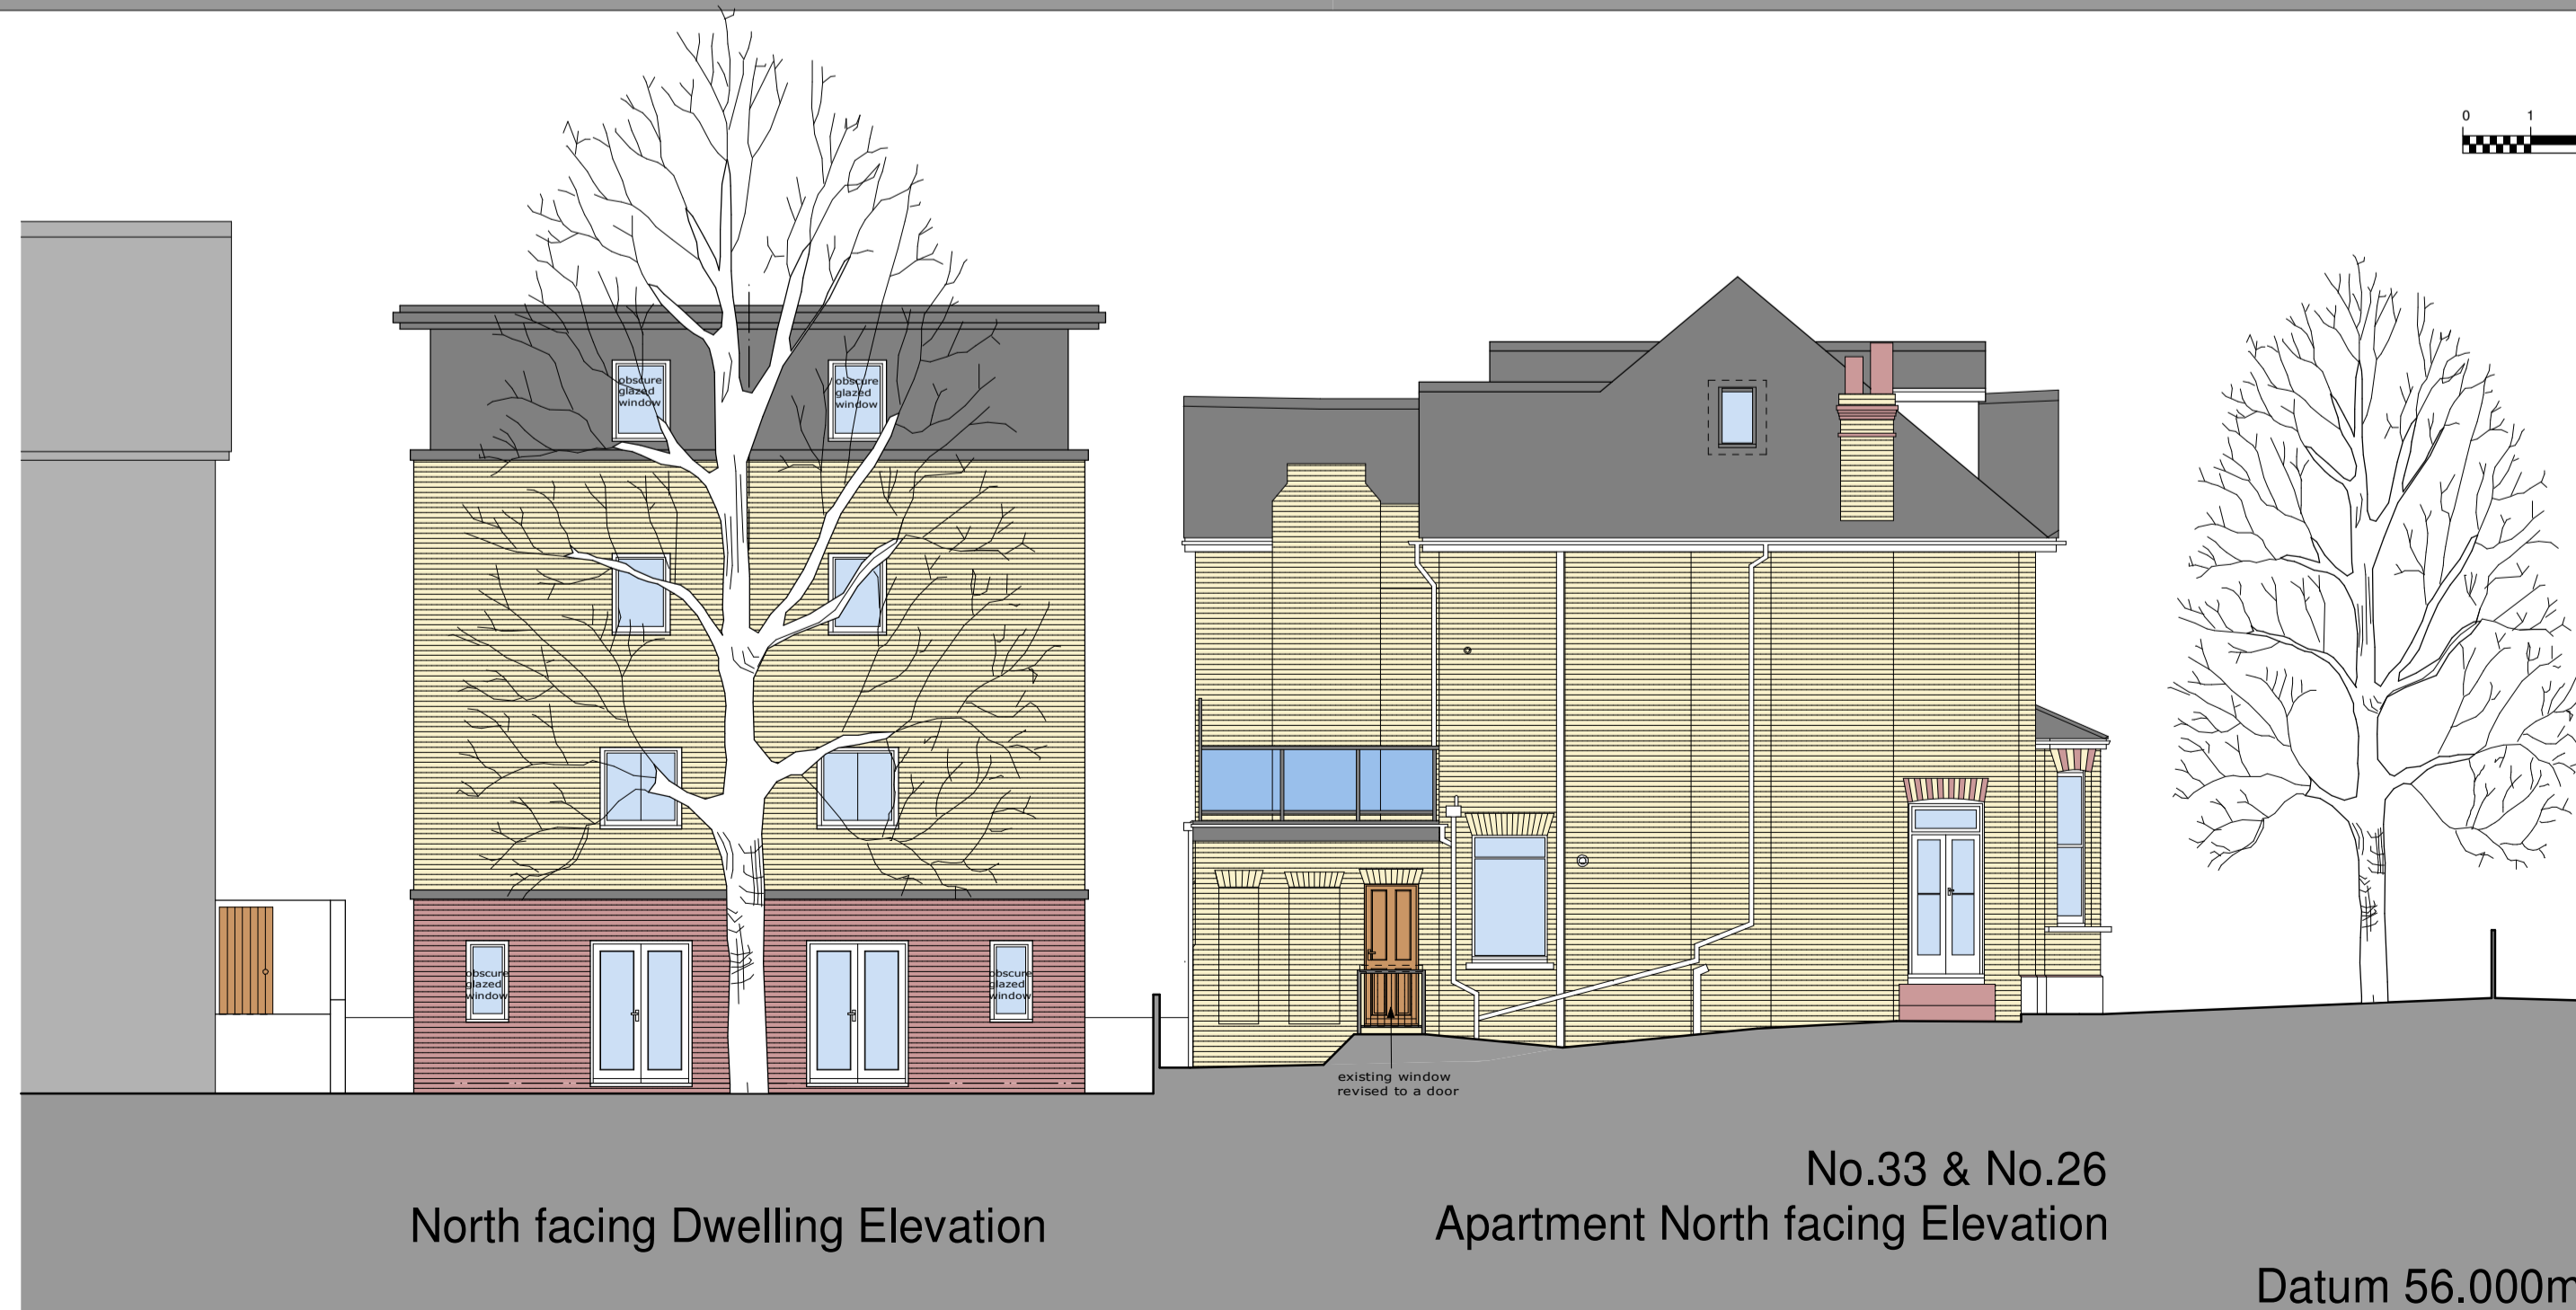 0 1
obscure
glazed
window
obscure
glazed
window
obscure
glazed
window
obscure
glazed
window
existing window
revised to a door
No.33 & No.26
North facing Dwelling Elevation
Apartment North facing Elevation
Datum 56.000m